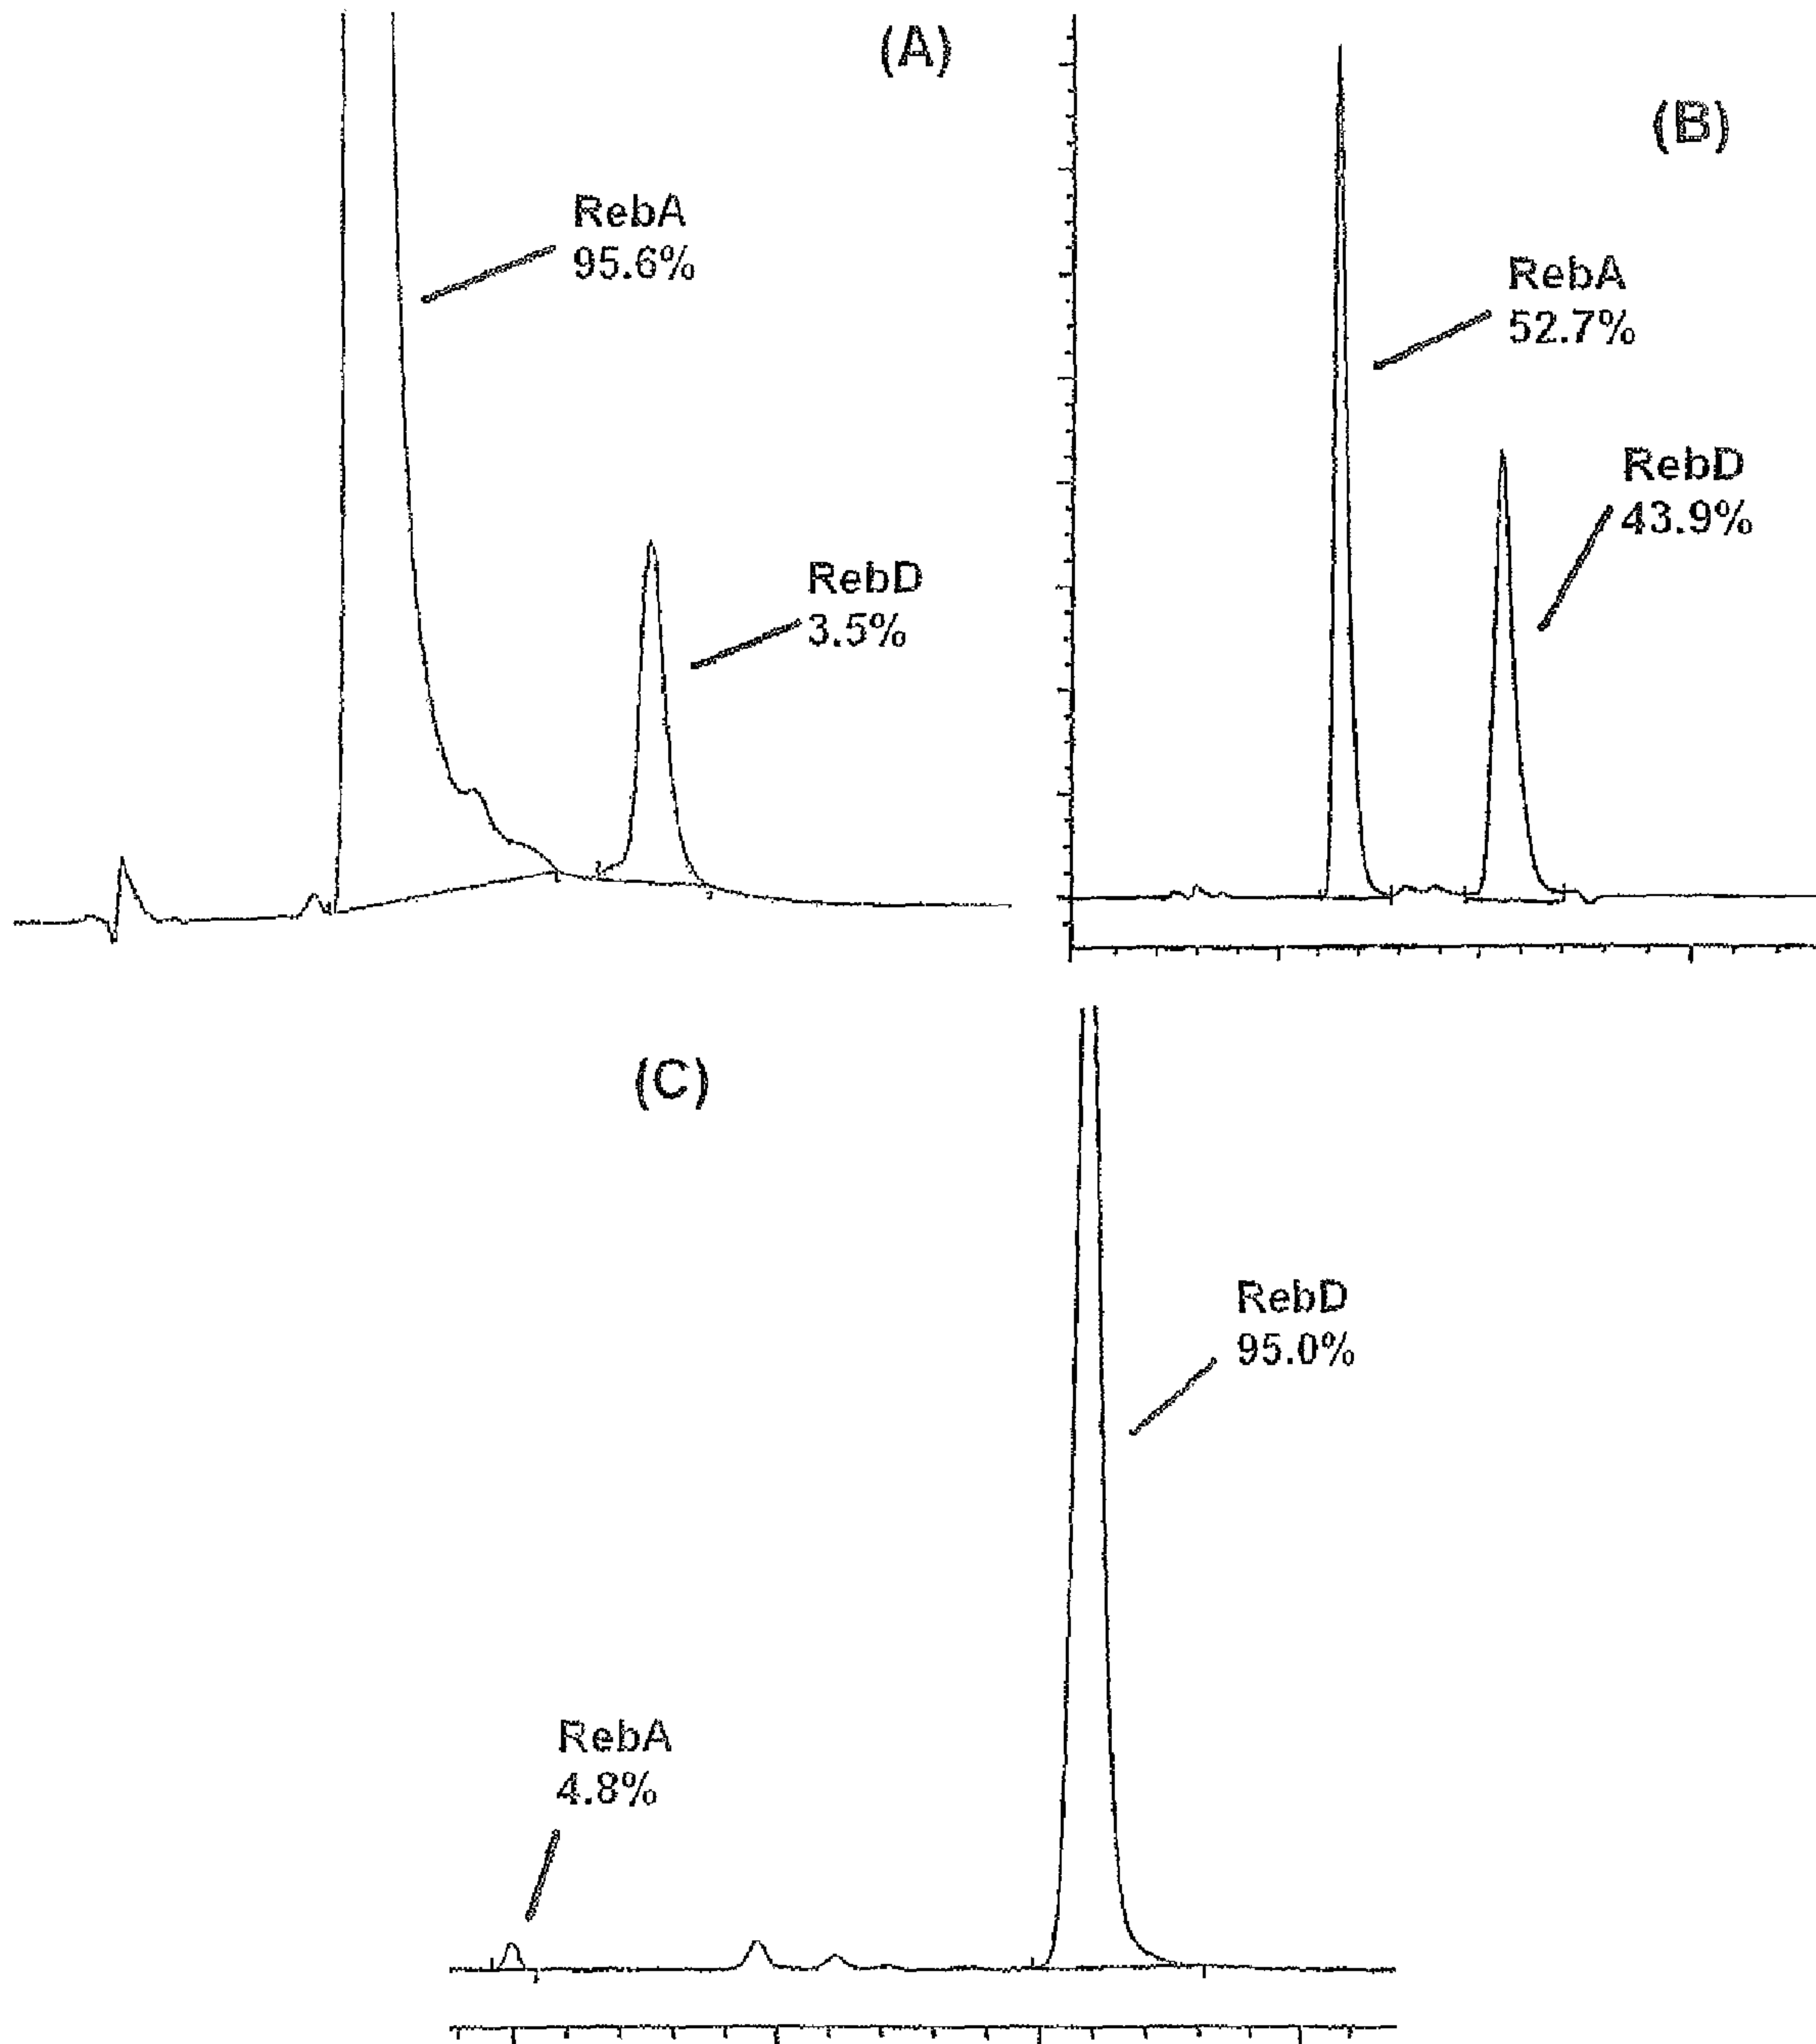 (A)
RebA
95.6%
RebD
3.5%
(B)
RebA
52.7%
RebD
43.9%
(C)
RebD
95.0%
RebA
4.8%